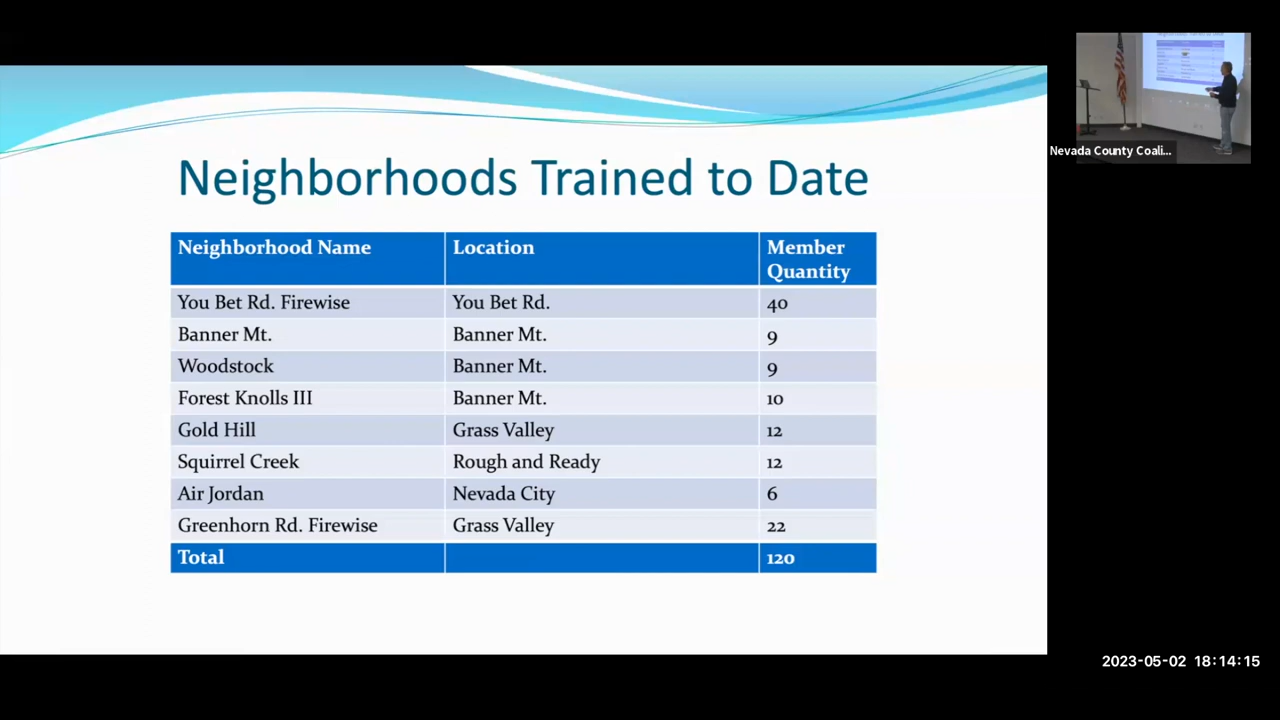 Neighborhoods Trained to Date
Neighborhood Name Location Member Quantity
You Bet Rd. Firewise You Bet Rd. 40
Banner Mt. Banner Mt. 9
Woodstock Banner Mt. 9
Forest Knolls III Banner Mt. 10
Gold Hill Grass Valley 12
Squirrel Creek Rough and Ready 12
Air Jordan Nevada City 6
Greenhorn Rd. Firewise Grass Valley 22
Total 120
Nevada County Coali...
2023-05-02 18:14:15